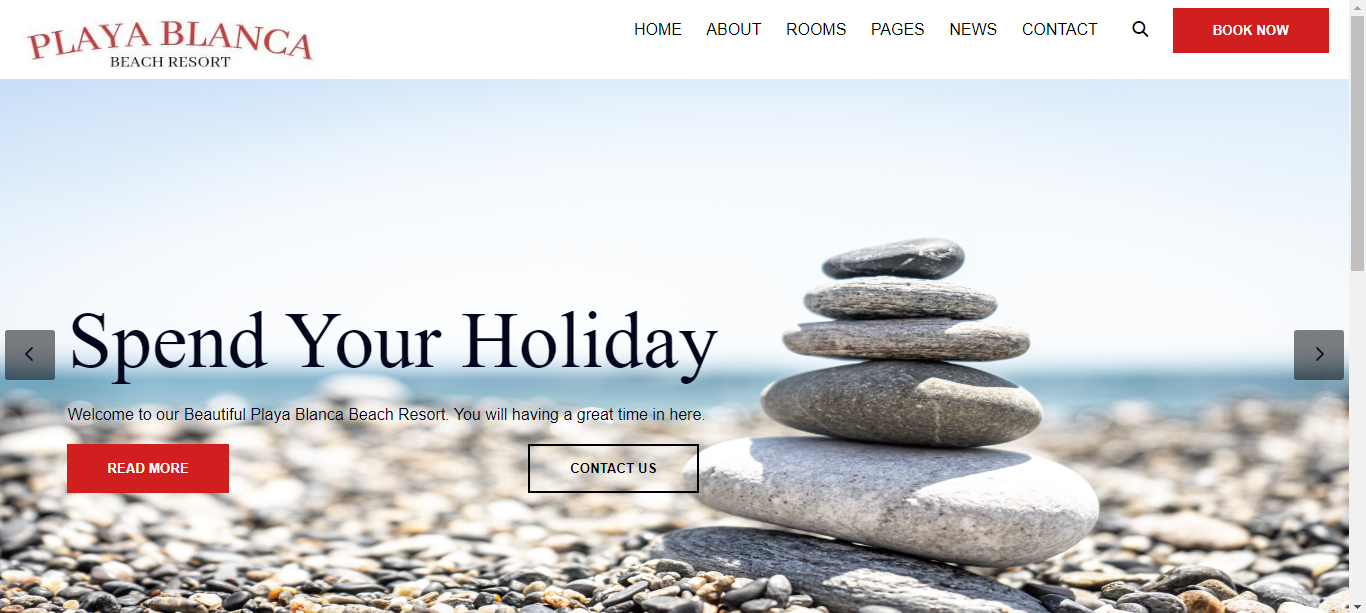 PLAYA BLANCA
BEACH RESORT
HOME ABOUT ROOMS PAGES NEWS CONTACT BOOK NOW
Spend Your Holiday
Welcome to our Beautiful Playa Blanca Beach Resort. You will having a great time in here.
READ MORE CONTACT US